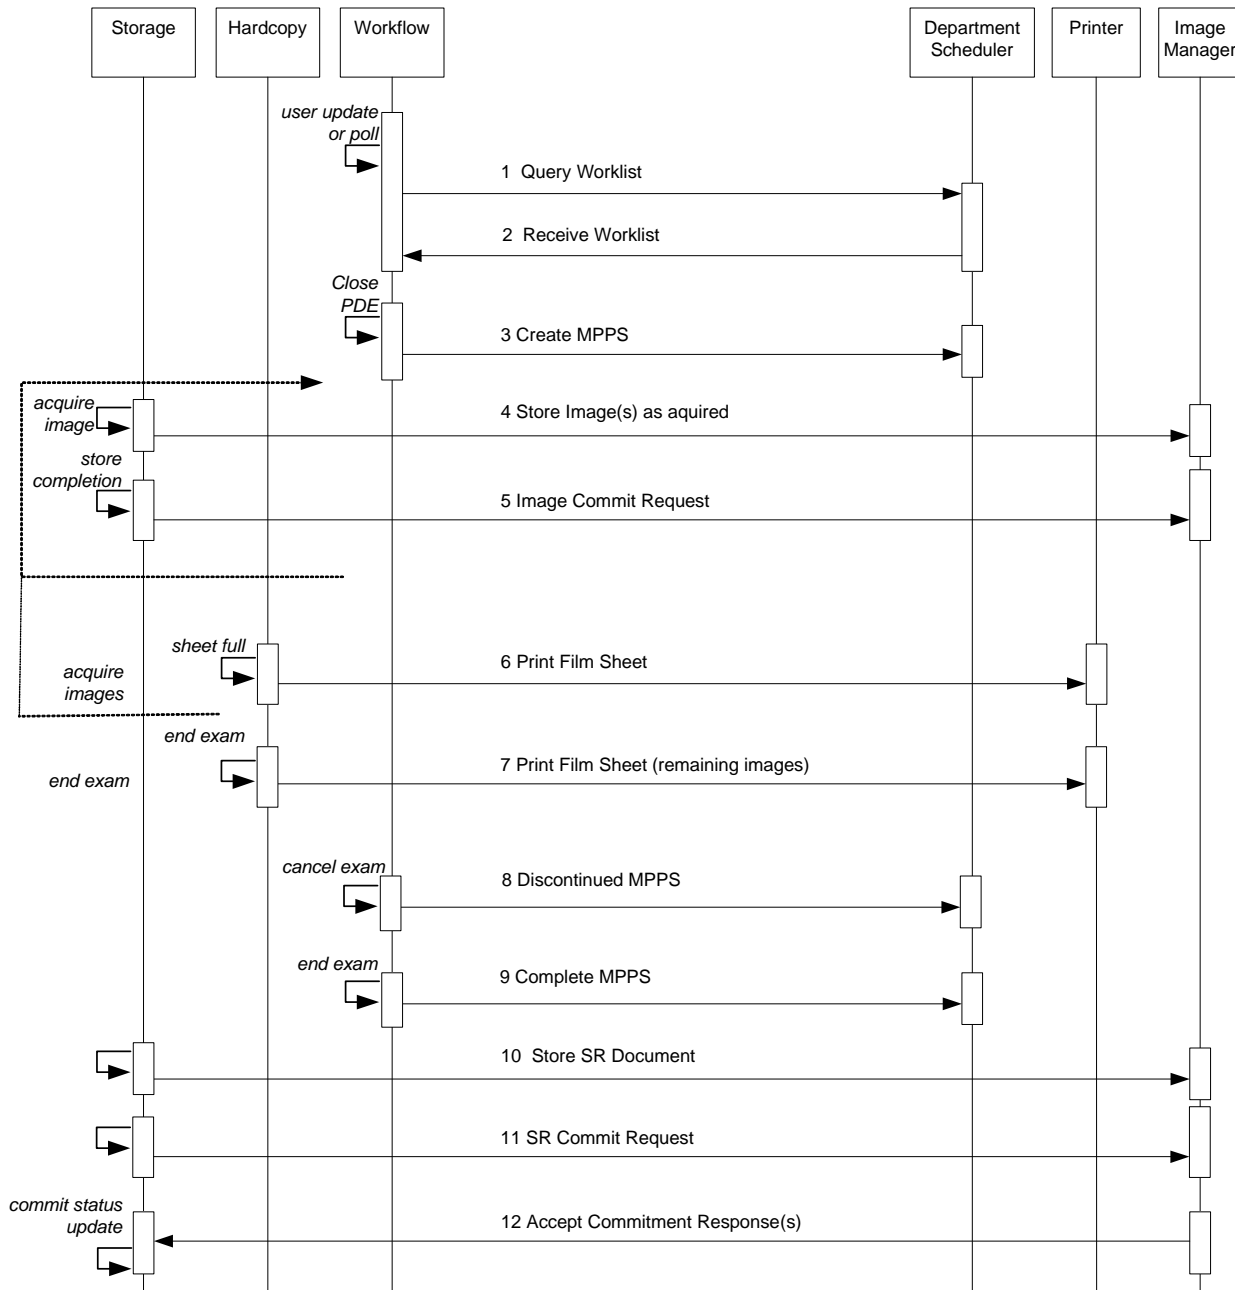 Storage
Hardcopy
Workflow
Department
Scheduler
Printer
Image
Manager
user update
or poll
1  Query Worklist
2  Receive Worklist
Close
PDE
3 Create MPPS
acquire
image
4 Store Image(s) as aquired
store
completion
5 Image Commit Request
sheet full
6 Print Film Sheet
acquire
images
end exam
7 Print Film Sheet (remaining images)
end exam
cancel exam
8 Discontinued MPPS
end exam
9 Complete MPPS
10  Store SR Document
11 SR Commit Request
commit status
update
12 Accept Commitment Response(s)